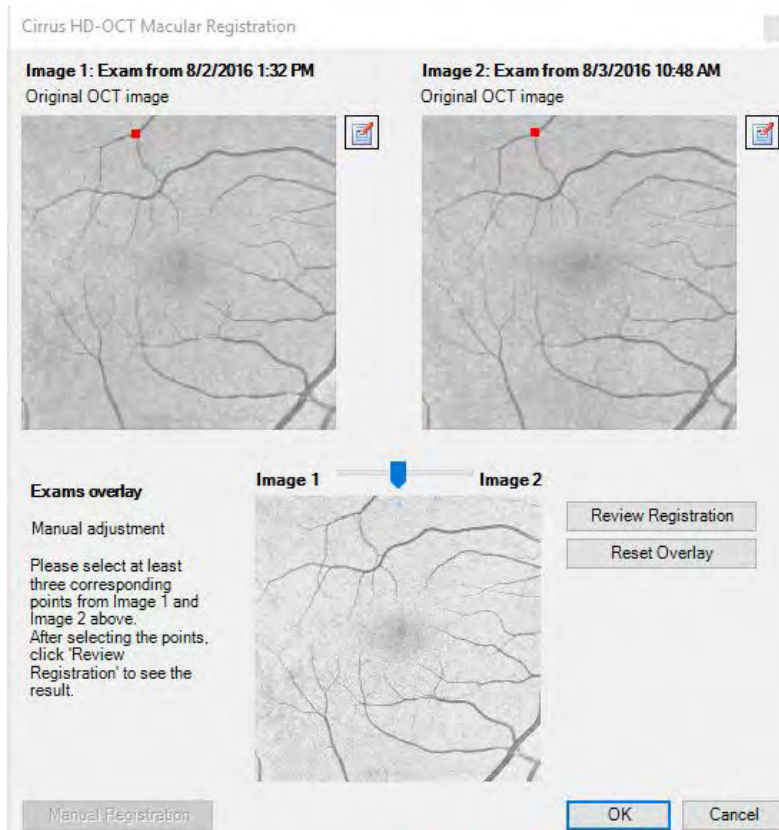 Cirrus HD-OCT Macular Registration
Image 1: Exam from 8/2/2016 1:32 PM
Original OCT image
Image 2: Exam from 8/3/2016 10:48 AM
Original OCT image
Image 1
Image 2
Exams overlay
Manual adjustment
Please select at least
three corresponding
points from Image 1 and
Image 2 above.
After selecting the points,
click 'Review
Registration' to see the
result.
Review Registration
Reset Overlay
Manual Registration
OK
Cancel